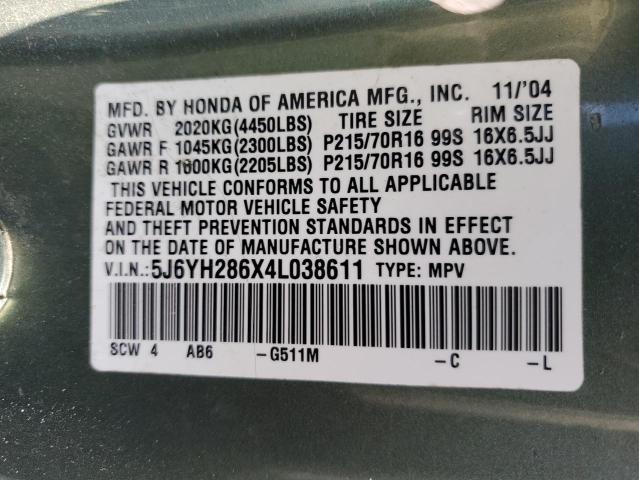 MFD. BY HONDA OF AMERICA MFG., INC. 11/'04
GVWR 2020KG(4450LBS) TIRE SIZE RIM SIZE
GAWR F 1045KG(2300LBS) P215/70R16 99S 16X6.5JJ
GAWR R 1000KG(2205LBS) P215/70R16 99S 16X6.5JJ
THIS VEHICLE CONFORMS TO ALL APPLICABLE
FEDERAL MOTOR VEHICLE SAFETY
AND THEFT PREVENTION STANDARDS IN EFFECT
ON THE DATE OF MANUFACTURE SHOWN ABOVE.
V.I.N.:5J6YH286X4L038611 TYPE: MPV
SCW 4 AB6 -G511M -C -L